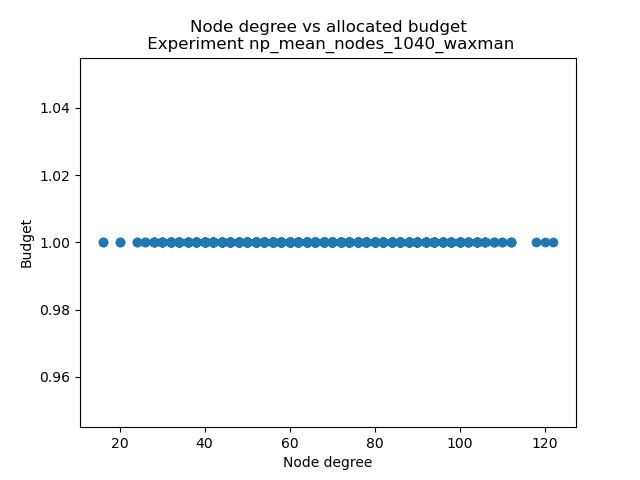 Node degree vs allocated budget
Experiment np_mean_nodes_1040_waxman
1.04
1.02
1.00
0.98
0.96
Budget
20 40 60 80 100 120
Node degree